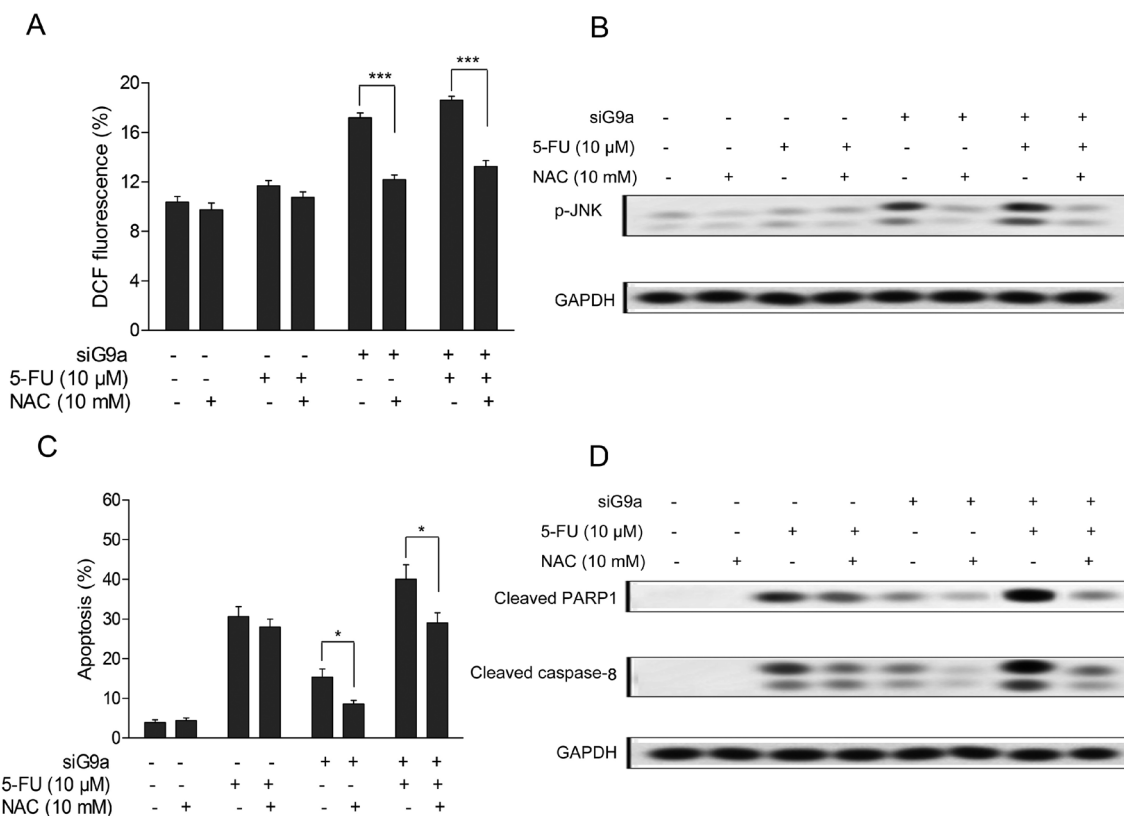 A
20
16
12
8
4
0
DCF fluorescence (%)
***
***
siG9a - - - - + + + +
5-FU (10 µM) - - + + - - + +
NAC (10 mM) - + - + - + - +
B
siG9a - - - - + + + +
5-FU (10 µM) - - + + - - + +
NAC (10 mM) - + - + - + - +
p-JNK
GAPDH
C
60
50
40
30
20
10
0
Apoptosis (%)
*
*
siG9a - - - - + + + +
5-FU (10 µM) - - + + - - + +
NAC (10 mM) - + - + - + - +
D
siG9a - - - - + + + +
5-FU (10 µM) - - + + - - + +
NAC (10 mM) - + - + - + - +
Cleaved PARP1
Cleaved caspase-8
GAPDH